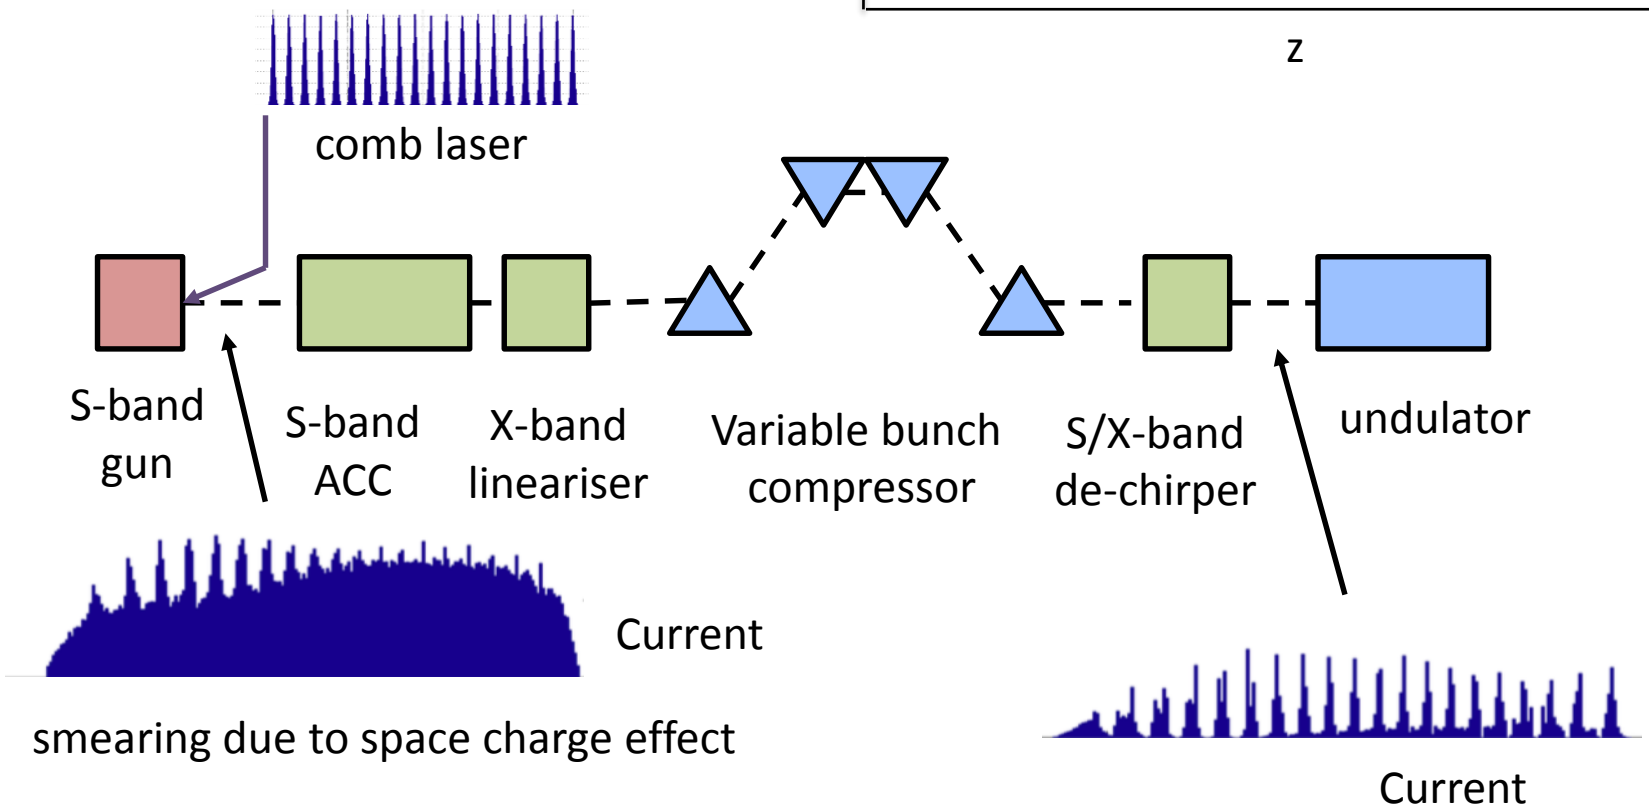 z
comb laser
S-band
gun
S-band
ACC
X-band
lineariser
Variable bunch
compressor
S/X-band
de-chirper
undulator
Current
smearing due to space charge effect
Current